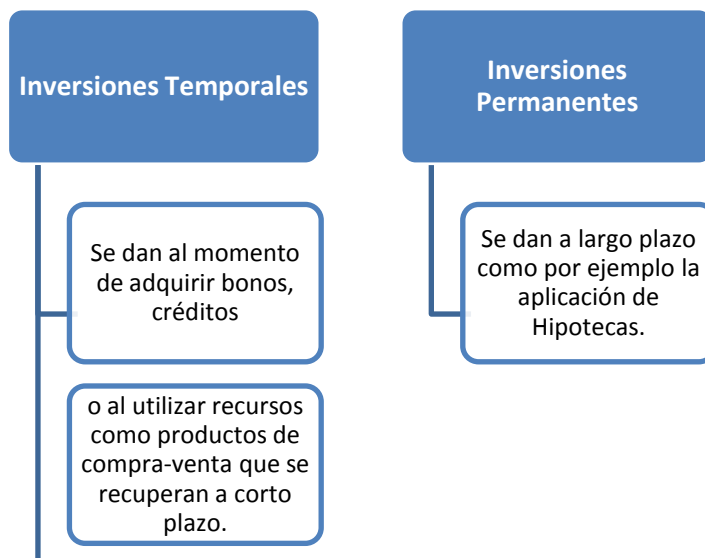 Inversiones Temporales
Se dan al momento
de adquirir bonos,
créditos
o al utilizar recursos
como productos de
compra-venta que se
recuperan a corto
plazo.
Inversiones
Permanentes
Se dan a largo plazo
como por ejemplo la
aplicación de
Hipotecas.